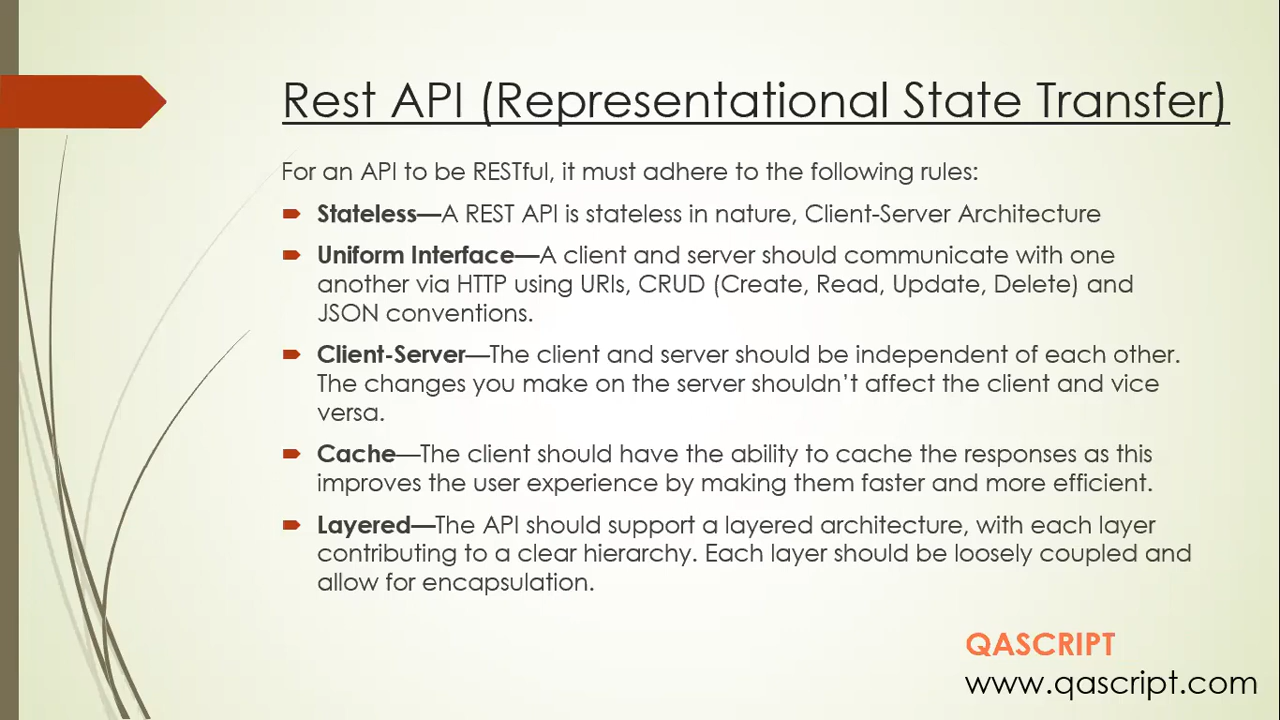 Rest API (Representational State Transfer)
For an API to be RESTful, it must adhere to the following rules:
Stateless—A REST API is stateless in nature, Client-Server Architecture
Uniform Interface—A client and server should communicate with one
another via HTTP using URIs, CRUD (Create, Read, Update, Delete) and
JSON conventions.
Client-Server—The client and server should be independent of each other.
The changes you make on the server shouldn’t affect the client and vice
versa.
Cache—The client should have the ability to cache the responses as this
improves the user experience by making them faster and more efficient.
Layered—The API should support a layered architecture, with each layer
contributing to a clear hierarchy. Each layer should be loosely coupled and
allow for encapsulation.
QASCRIPT
www.qascript.com